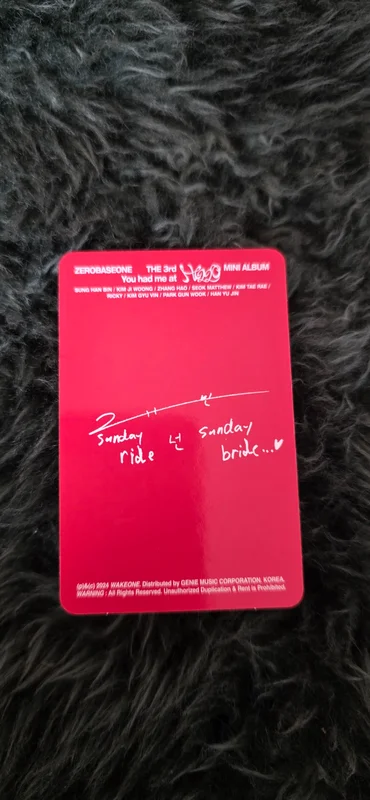 ZEROBASEONE THE 3rd MINI ALBUM
You had me at HELLO
SUNG HAN BIN / KIM JI WOONG / ZHANG HAO / SEOK MATTHEW / KIM TAE RAE /
RICKY / KIM GYU VIN / PARK GUN WOOK / HAN YU JIN
sunday 넌 sunday
ride bride...♥
(p)&(c) 2024 WAKEONE. Distributed by GENIE MUSIC CORPORATION, KOREA.
WARNING : All Rights Reserved. Unauthorized Duplication & Rent is Prohibited.